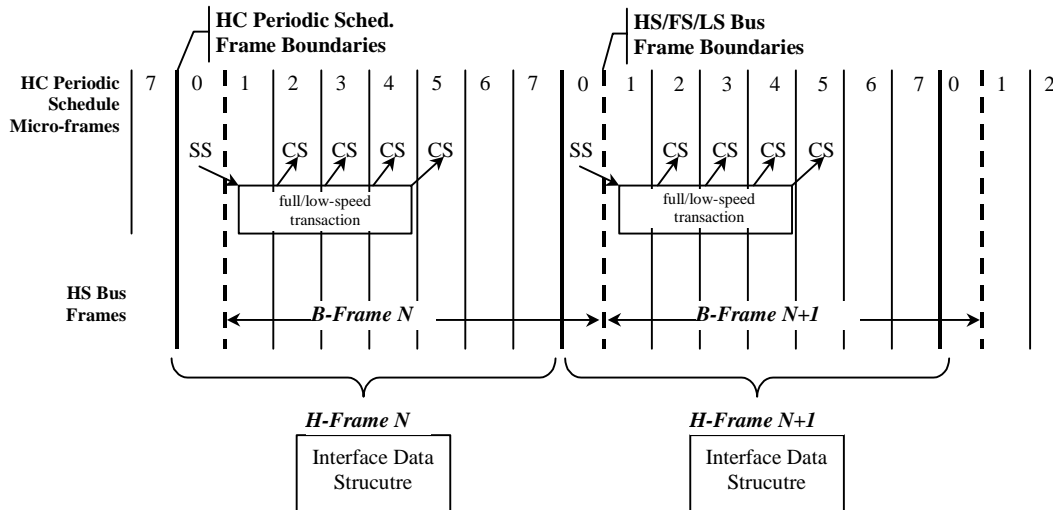 HC Periodic Sched.
Frame Boundaries
HS/FS/LS Bus
Frame Boundaries
HC Periodic
Schedule
Micro-frames
7 0 1 2 3 4 5 6 7 0 1 2 3 4 5 6 7 0 1 2
SS CS CS CS CS SS CS CS CS CS
full/low-speed
transaction
full/low-speed
transaction
HS Bus
Frames
B-Frame N B-Frame N+1
H-Frame N H-Frame N+1
Interface Data
Strucutre
Interface Data
Strucutre